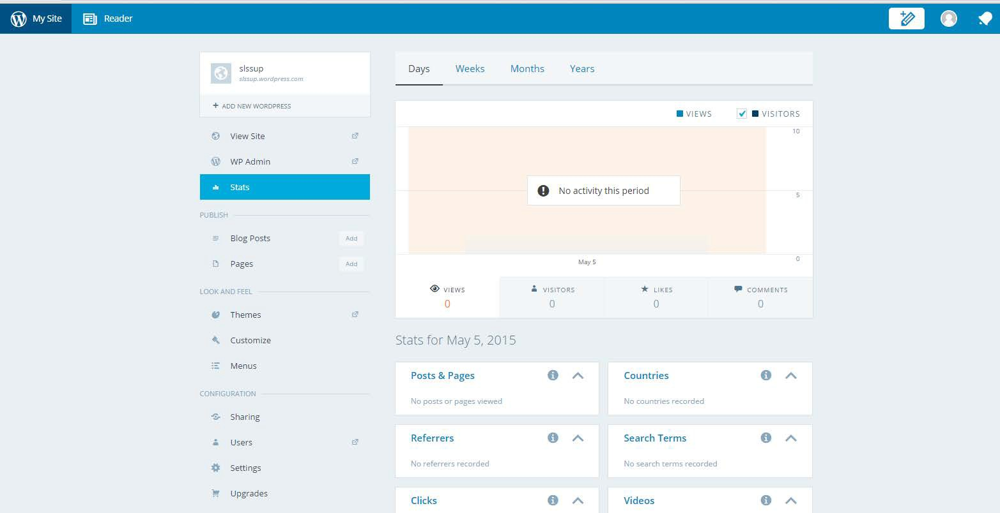 My Site
Reader
slssup
slssup.wordpress.com
+ ADD NEW WORDPRESS
View Site
WP Admin
Stats
PUBLISH
Blog Posts
Add
Pages
Add
LOOK AND FEEL
Themes
Customize
Menus
CONFIGURATION
Sharing
Users
Settings
Upgrades
Days Weeks Months Years
VIEWS VISITORS
10
No activity this period
5
0
May 5
VIEWS
0
VISITORS
0
LIKES
0
COMMENTS
0
Stats for May 5, 2015
Posts & Pages
No posts or pages viewed
Countries
No countries recorded
Referrers
No referrers recorded
Search Terms
No search terms recorded
Clicks
Videos